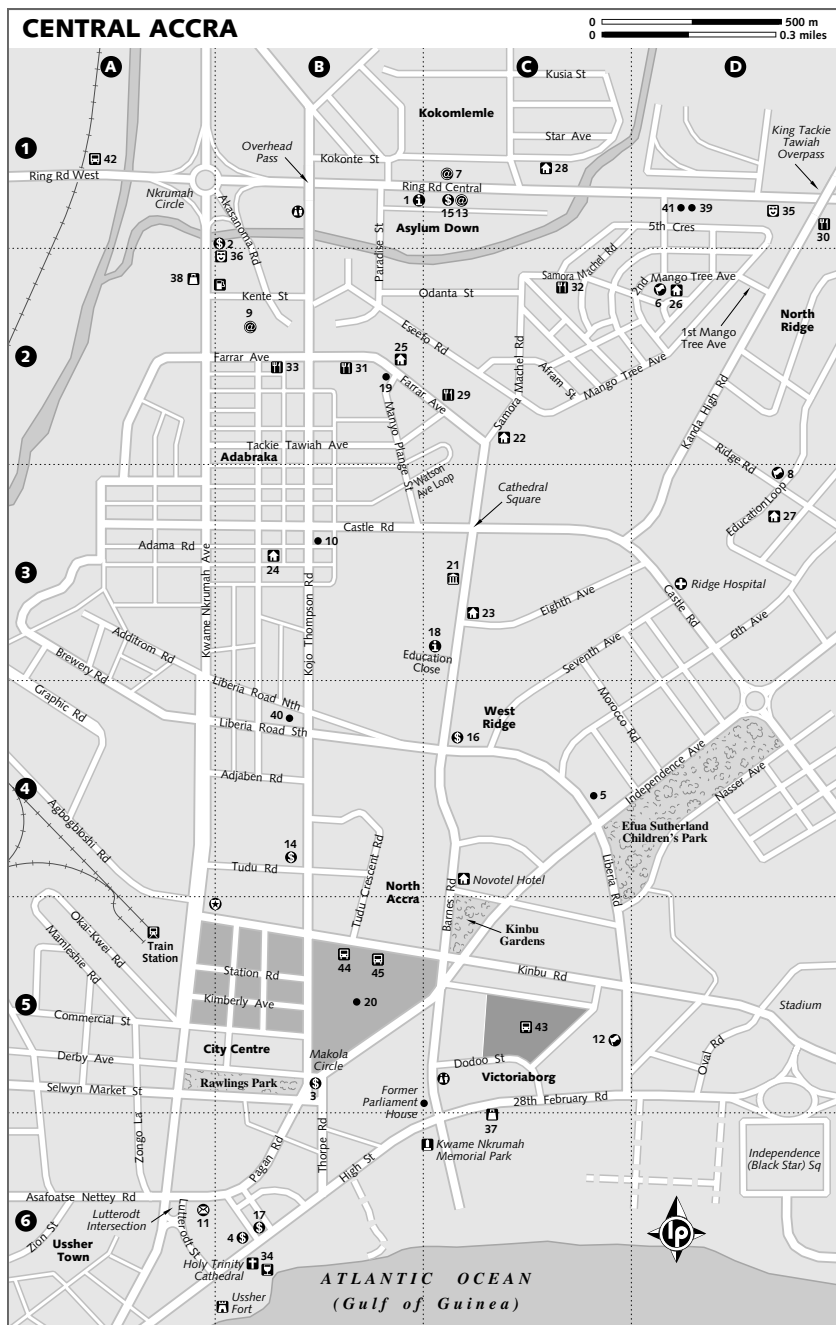 CENTRAL ACCRA
0 500 m
0 0.3 miles
A
B
C
D
Kusia St
Kokomlemle
1
42
Overhead
Pass
Kokonte St
Star Ave
28
King Tackie
Tawiah
Overpass
7
Ring Rd West
Nkrumah
Circle
Akasanoma Rd
1
Ring Rd Central
15 13
Asylum Down
41
39
35
5th Cres
30
2
36
38
Paradise St
Samora Machel Rd
2nd
Mango Tree Ave
Kente St
Odanta St
32
6
26
North
Ridge
9
Eseefo Rd
1st Mango
Tree Ave
2
Farrar Ave
25
33
31
19
Farrar Ave
29
Samora Machel Rd
Afram St
Mango Tree Ave
Kanda High Rd
Manyo Plange St
22
Tackie Tawiah Ave
Adabraka
Ridge Rd
8
Watson
Ave Loop
Cathedral
Square
Education Loop
27
Castle Rd
Adama Rd
10
24
3
Kwame Nkrumah Ave
Kojo Thompson Rd
21
Ridge Hospital
Eighth Ave
Castle Rd
23
6th Ave
18
Education
Close
Additrom Rd
Brewery Rd
Seventh Ave
Graphic Rd
Liberia Road Nth
40
Liberia Road Sth
West
Ridge
16
Morocco Rd
Independence Ave
Nasser Ave
Adjaben Rd
5
4
Agbogbloshi Rd
Efua Sutherland
Children's Park
14
Tudu Rd
Tudu Crescent Rd
North
Accra
Novotel Hotel
Barnes Rd
Liberia Rd
Okai-Kwei Rd
Mamleshie Rd
Train
Station
Kinbu
Gardens
Station Rd
44
45
Kinbu Rd
Kimberly Ave
20
Stadium
5
Commercial St
43
12
Oval Rd
City Centre
Derby Ave
Makola
Circle
Dodoo St
Victoriaborg
Rawlings Park
Selwyn Market St
3
Former
Parliament
House
28th February Rd
37
Zongo La
Pagan Rd
Thorpe Rd
High St
Kwame Nkrumah
Memorial Park
Independence
(Black Star) Sq
Asafoatse Nettey Rd
Lutterodt
Intersection
11
17
6
Zion St
Ussher
Town
Lutterodt St
4
34
Holy Trinity
Cathedral
lp
Ussher
Fort
ATLANTIC OCEAN
(Gulf of Guinea)